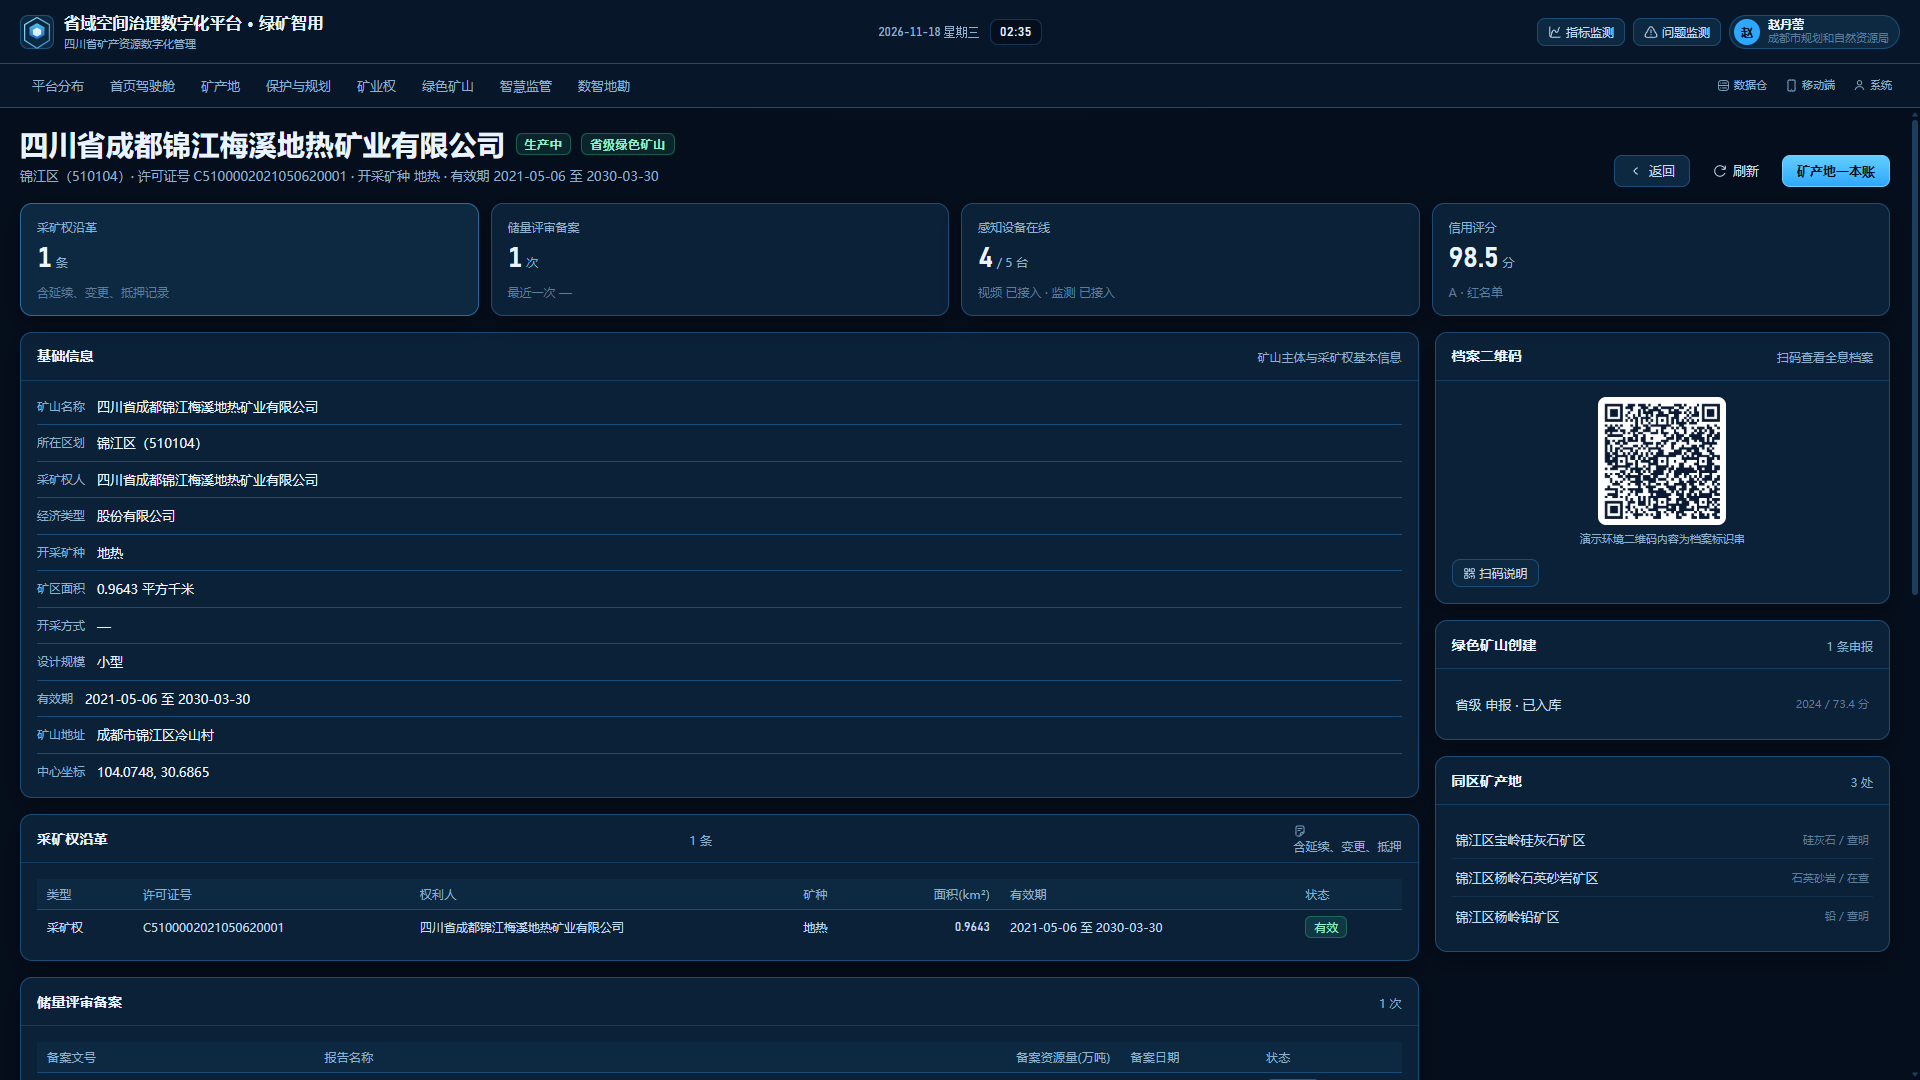 省域空间治理数字化平台 • 绿矿智用
四川省矿产资源数字化管理
2026-11-18 星期三 02:35
指标监测 问题监测
赵 赵丹萱
成都市规划和自然资源局
平台分布 首页驾驶舱 矿产地 保护与规划 矿业权 绿色矿山 智慧监管 数智地勘
数据仓 移动端 系统
四川省成都锦江梅溪地热矿业有限公司 生产中 省级绿色矿山
锦江区（510104）· 许可证号 C5100002021050620001 · 开采矿种 地热 · 有效期 2021-05-06 至 2030-03-30
返回 刷新 矿产地一本账
采矿权沿革
1 条
含延续、变更、抵押记录
储量评审备案
1 次
最近一次 —
感知设备在线
4 / 5 台
视频 已接入 · 监测 已接入
信用评分
98.5 分
A · 红名单
基础信息 矿山主体与采矿权基本信息
矿山名称 四川省成都锦江梅溪地热矿业有限公司
所在区划 锦江区（510104）
采矿权人 四川省成都锦江梅溪地热矿业有限公司
经济类型 股份有限公司
开采矿种 地热
矿区面积 0.9643 平方千米
开采方式 —
设计规模 小型
有效期 2021-05-06 至 2030-03-30
矿山地址 成都市锦江区冷山村
中心坐标 104.0748, 30.6865
采矿权沿革 1 条 含延续、变更、抵押
类型 许可证号 权利人 矿种 面积(km²) 有效期 状态
采矿权 C5100002021050620001 四川省成都锦江梅溪地热矿业有限公司 地热 0.9643 2021-05-06 至 2030-03-30 有效
储量评审备案 1 次
备案文号 报告名称 备案资源量(万吨) 备案日期 状态
档案二维码 扫码查看全息档案
演示环境二维码内容为档案标识串
扫码说明
绿色矿山创建 1 条申报
省级 申报 · 已入库 2024 / 73.4 分
同区矿产地 3 处
锦江区宝岭硅灰石矿区 硅灰石 / 查明
锦江区杨岭石英砂岩矿区 石英砂岩 / 在查
锦江区杨岭铅矿区 铅 / 查明